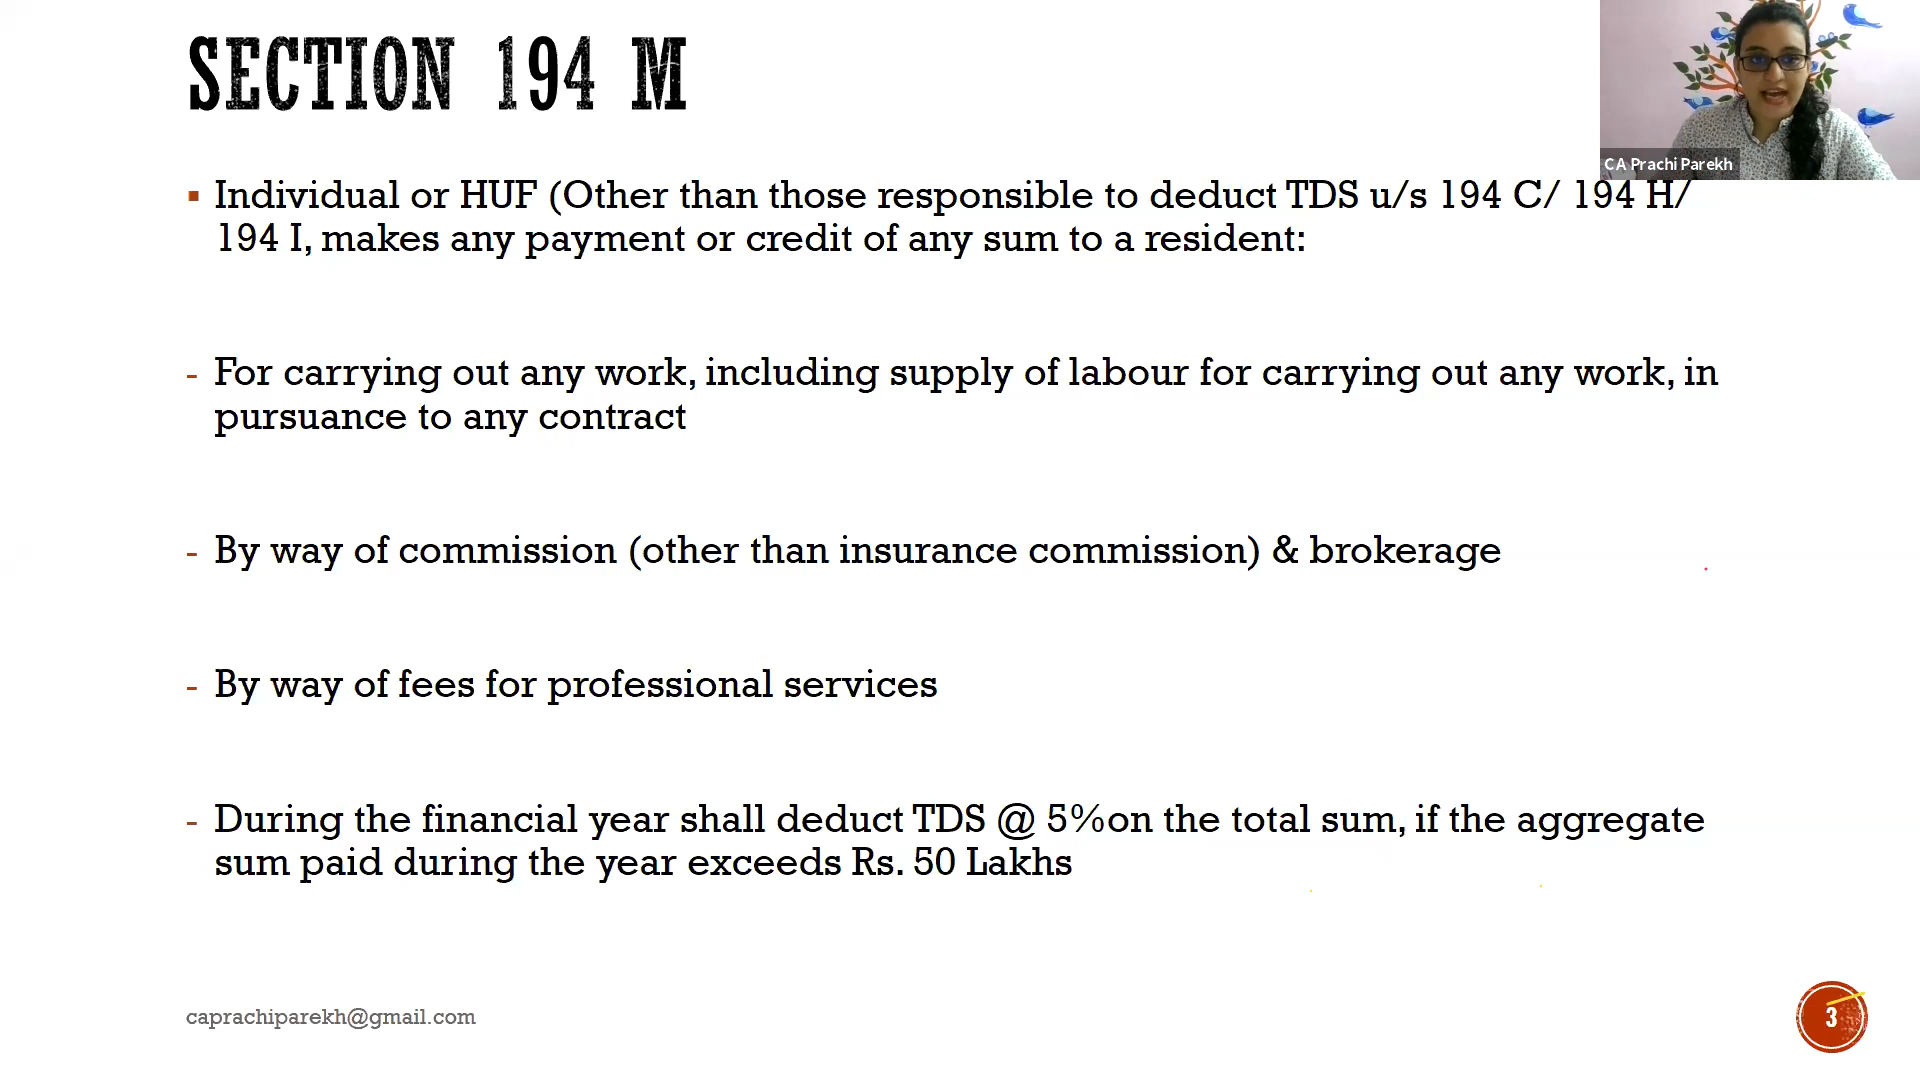 SECTION 194 M
CA Prachi Parekh
▪ Individual or HUF (Other than those responsible to deduct TDS u/s 194 C/ 194 H/
194 I, makes any payment or credit of any sum to a resident:
- For carrying out any work, including supply of labour for carrying out any work, in
pursuance to any contract
- By way of commission (other than insurance commission) & brokerage
- By way of fees for professional services
- During the financial year shall deduct TDS @ 5%on the total sum, if the aggregate
sum paid during the year exceeds Rs. 50 Lakhs
caprachiparekh@gmail.com
3